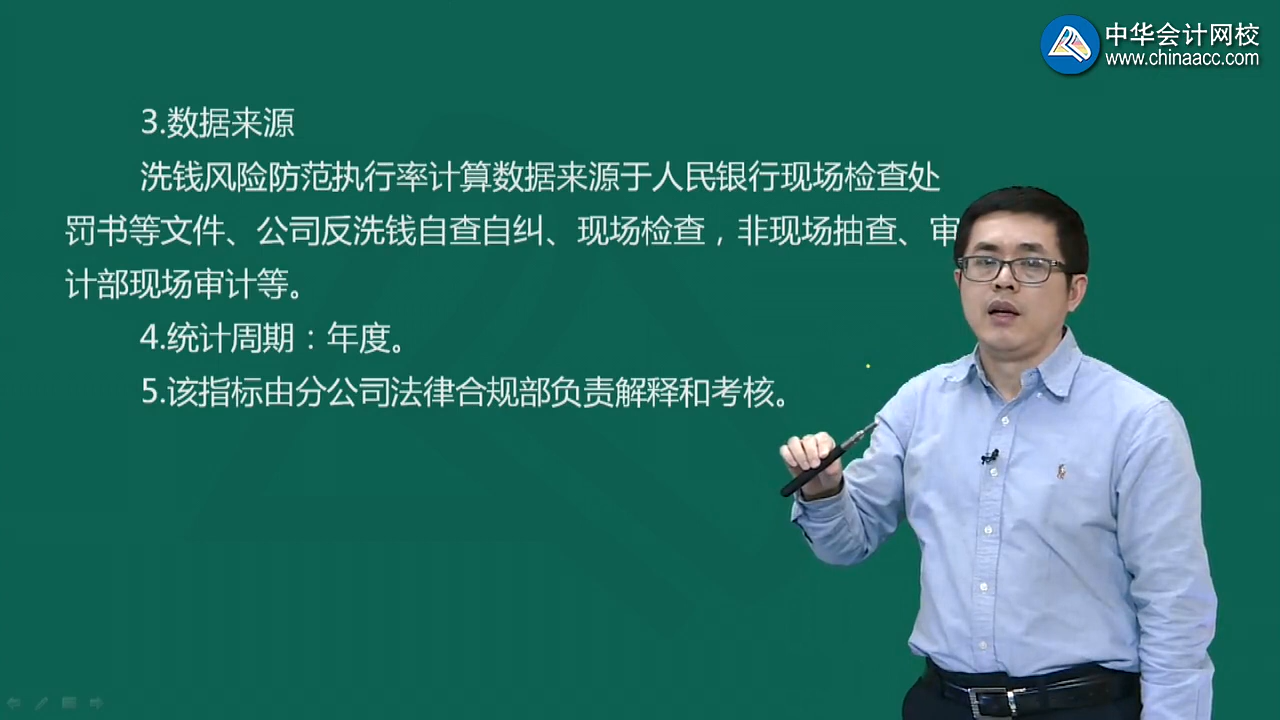 中华会计网校
www.chinaacc.com
3.数据来源
洗钱风险防范执行率计算数据来源于人民银行现场检查处
罚书等文件、公司反洗钱自查自纠、现场检查，非现场抽查、审
计部现场审计等。
4.统计周期：年度。
5.该指标由分公司法律合规部负责解释和考核。